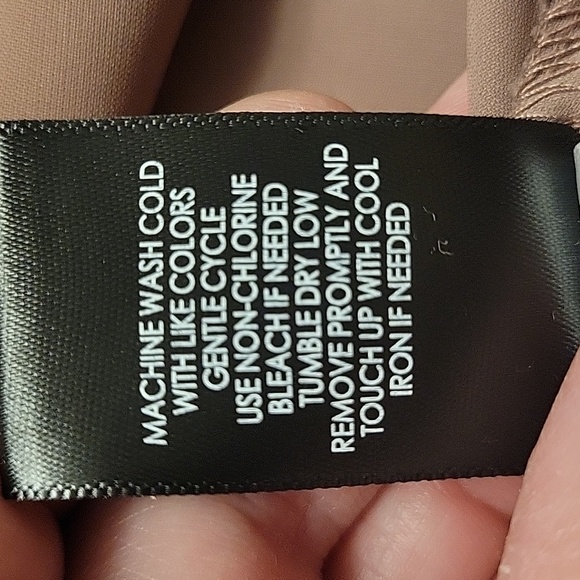 MACHINE WASH COLD
WITH LIKE COLORS
GENTLE CYCLE
USE NON-CHLORINE
BLEACH IF NEEDED
TUMBLE DRY LOW
REMOVE PROMPTLY AND
TOUCH UP WITH COOL
IRON IF NEEDED